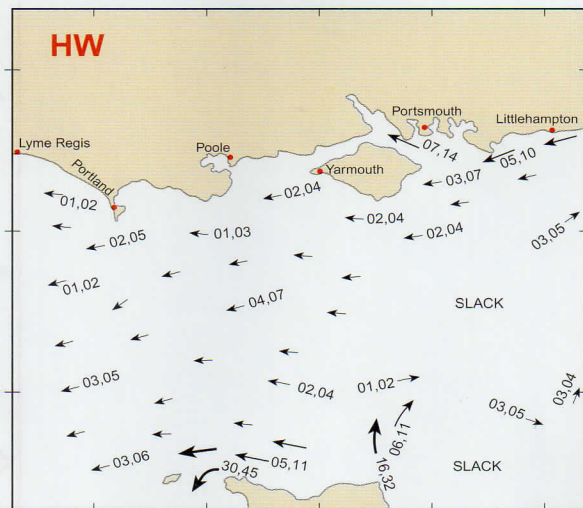 HW
Portsmouth
Littlehampton
Lyme Regis
Poole
07,14
05,10
Portland
Yarmouth
03,07
01,02
02,04
02,04
03,05
02,05
01,03
02,04
01,02
04,07
SLACK
03,05
02,04
01,02
03,04
03,05
06,11
03,06
30,45
05,11
16,32
SLACK